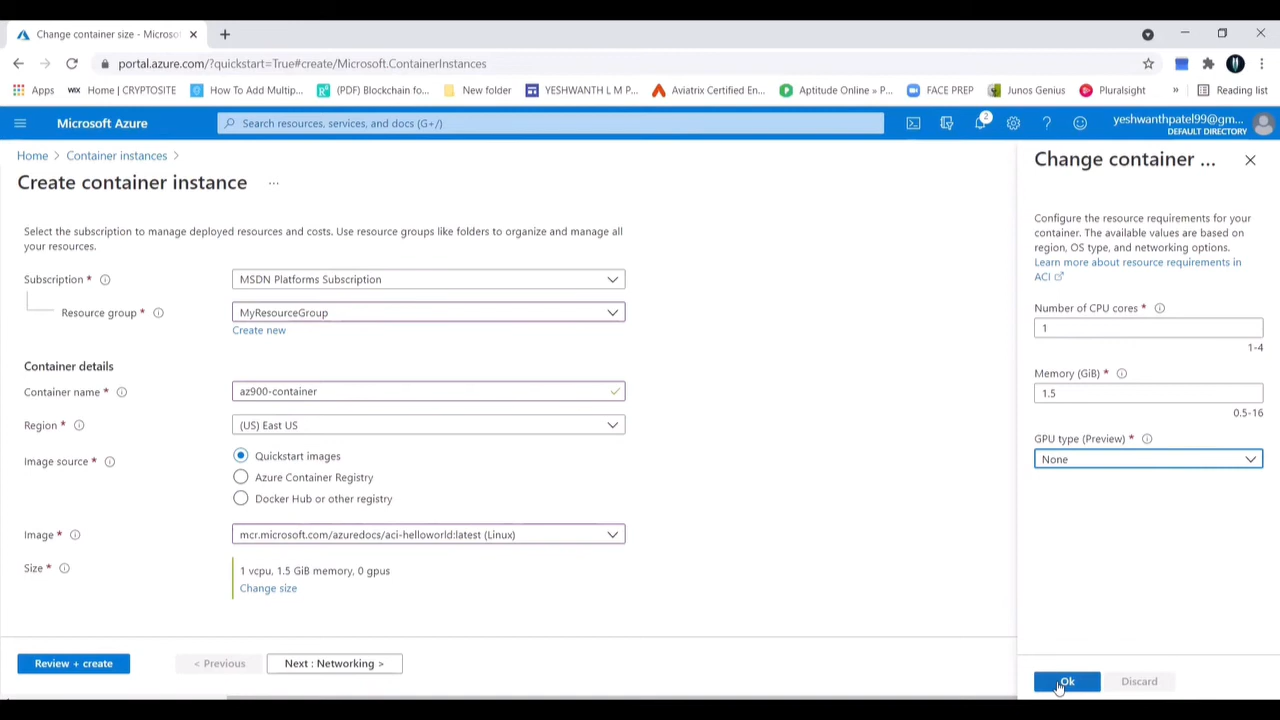 Change container size - Microso
portal.azure.com/?quickstart=True#create/Microsoft.ContainerInstances
Apps
WIX Home | CRYPTOSITE
How To Add Multip...
(PDF) Blockchain fo...
New folder
YESHWANTH L M P...
Aviatrix Certified En...
Aptitude Online » P...
FACE PREP
Junos Genius
Pluralsight
»
Reading list
Microsoft Azure
Search resources, services, and docs (G+/)
2
yeshwanthpatel99@gm...
DEFAULT DIRECTORY
Home > Container instances >
Create container instance ...
Select the subscription to manage deployed resources and costs. Use resource groups like folders to organize and manage all
your resources.
Subscription *
MSDN Platforms Subscription
Resource group *
MyResourceGroup
Create new
Container details
Container name *
az900-container
Region *
(US) East US
Image source *
Quickstart images
Azure Container Registry
Docker Hub or other registry
Image *
mcr.microsoft.com/azuredocs/aci-helloworld:latest (Linux)
Size *
1 vcpu, 1.5 GiB memory, 0 gpus
Change size
Review + create
< Previous
Next : Networking >
Change container ...
Configure the resource requirements for your
container. The available values are based on
region, OS type, and networking options.
Learn more about resource requirements in
ACI
Number of CPU cores *
1
1-4
Memory (GiB) *
1.5
0.5-16
GPU type (Preview) *
None
Ok
Discard